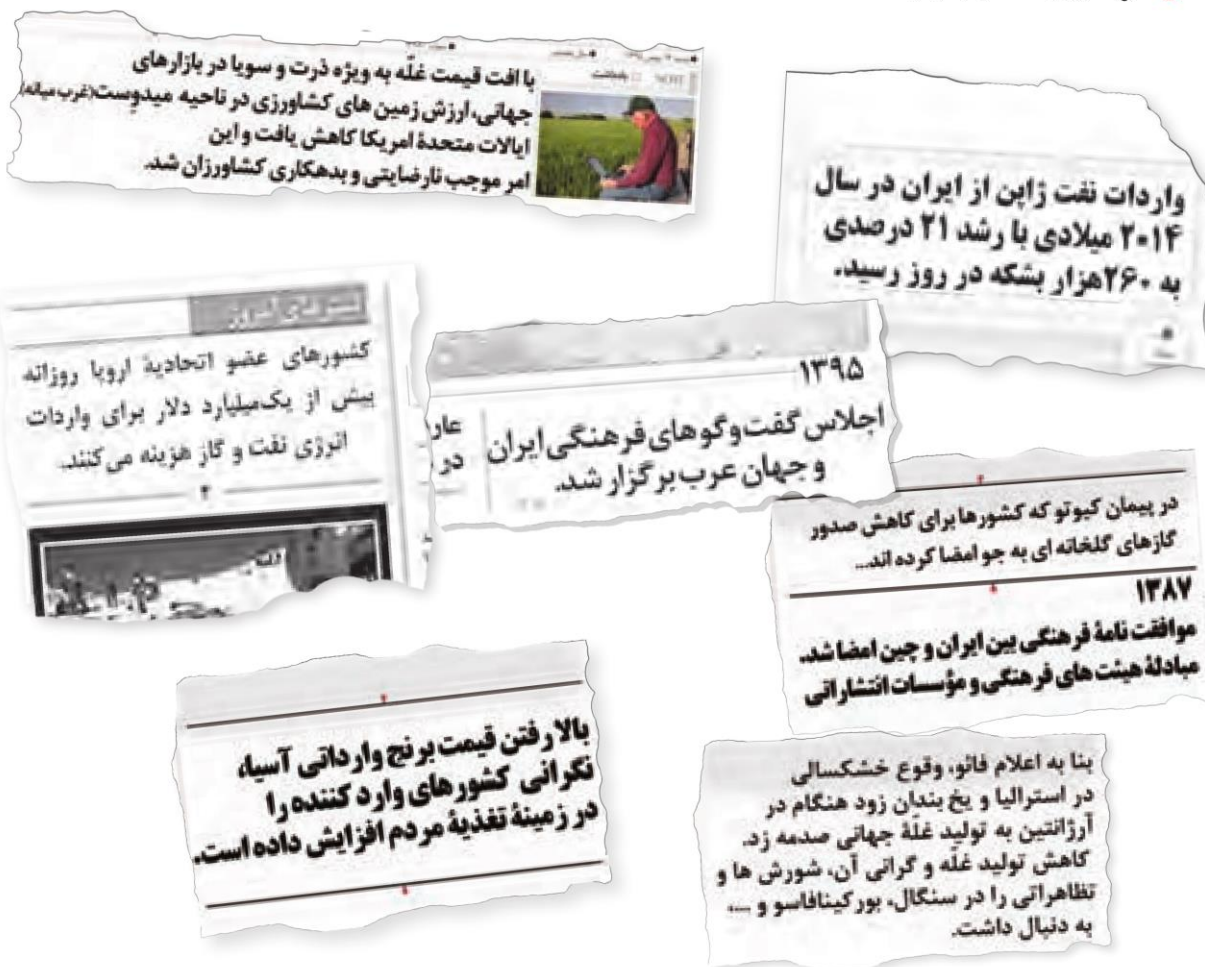 با افت قیمت غلّه به ویژه ذرت و سویا در بازارهای
جهانی، ارزش زمین های کشاورزی در ناحیه میدوست(غرب میانه)
ایالات متحدهٔ امریکا کاهش یافت و این
امر موجب نارضایتی و بدهکاری کشاورزان شد.
واردات نفت ژاپن از ایران در سال
۲۰۱۴ میلادی با رشد ۲۱ درصدی
به ۲۶۰هزار بشکه در روز رسید.
کشورهای عضو اتحادیهٔ اروپا روزانه
بیش از یک‌میلیارد دلار برای واردات
انرژی نفت و گاز هزینه می‌کنند.
۲
۱۳۹۵
اجلاس گفت‌وگوهای فرهنگی ایران
و جهان عرب برگزار شد.
عار
در
در پیمان کیوتو که کشورها برای کاهش صدور
گازهای گلخانه ای به جو امضا کرده اند...
۱۳۸۷
موافقت نامهٔ فرهنگی بین ایران و چین امضا شد.
مبادلهٔ هیئت های فرهنگی و مؤسسات انتشاراتی
بالا رفتن قیمت برنج وارداتی آسیا،
نگرانی کشورهای وارد کننده را
در زمینهٔ تغذیهٔ مردم افزایش داده است.
بنا به اعلام فائو، وقوع خشکسالی
در استرالیا و یخ بندان زود هنگام در
آرژانتین به تولید غلّهٔ جهانی صدمه زد.
کاهش تولید غلّه و گرانی آن، شورش ها و
تظاهراتی را در سنگال، بورکینافاسو و ....
به دنبال داشت.